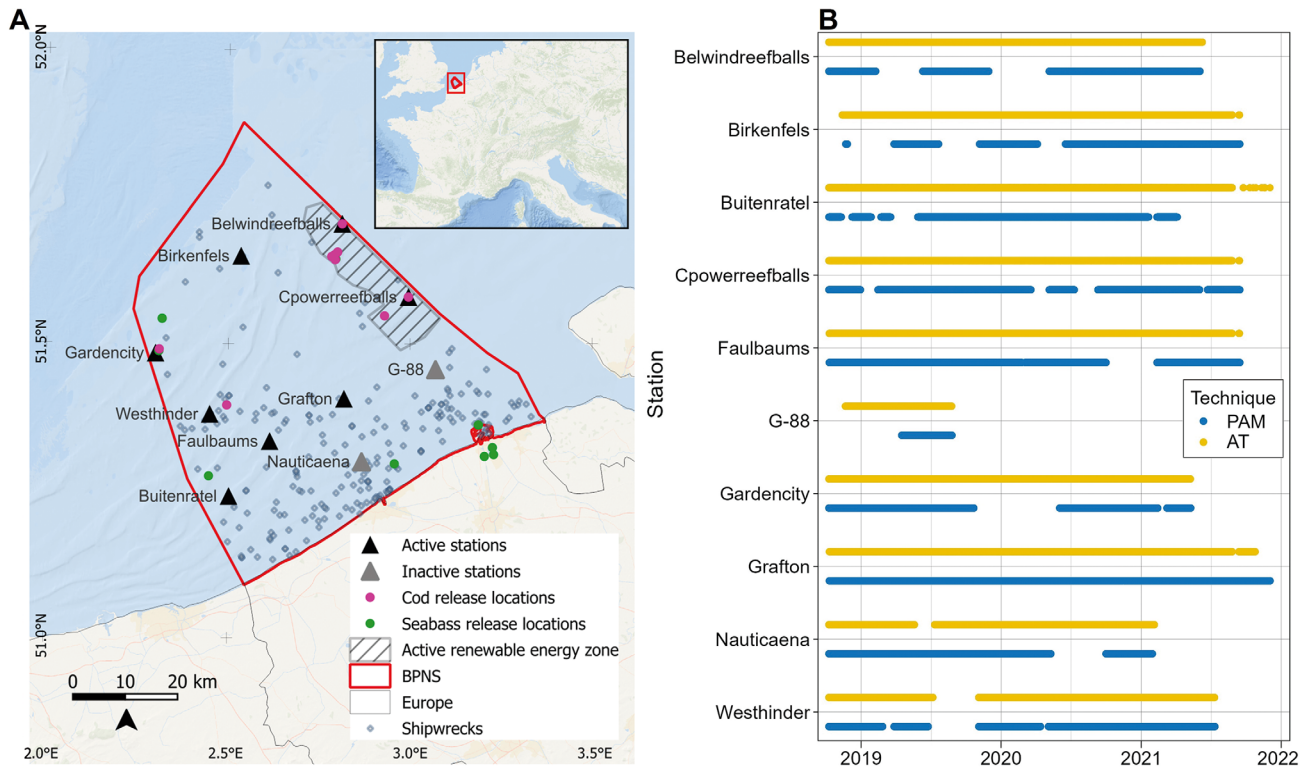 A
52.0°N
51.5°N
51.0°N
Belwindreefballs
Birkenfels
Cpowerreefballs
Gardencity
G-88
Grafton
Westhinder
Faulbaums
Nauticaena
Buitenratel
Active stations
Inactive stations
Cod release locations
Seabass release locations
Active renewable energy zone
BPNS
Europe
Shipwrecks
0 10 20 km
2.0°E 2.5°E 3.0°E 3.5°E
B
Station
Belwindreefballs
Birkenfels
Buitenratel
Cpowerreefballs
Faulbaums
G-88
Gardencity
Grafton
Nauticaena
Westhinder
Technique
PAM
AT
2019 2020 2021 2022